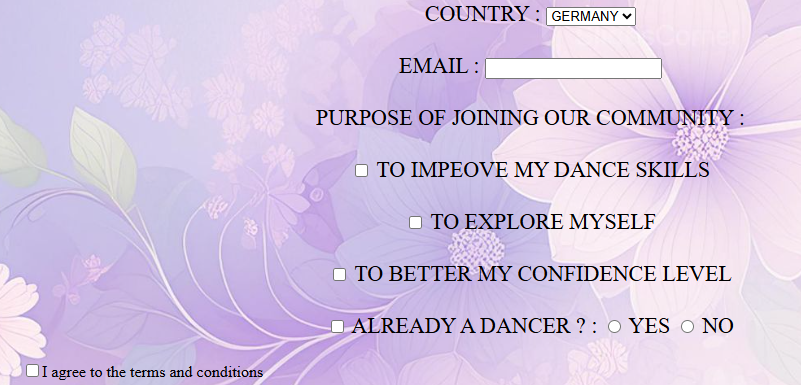 COUNTRY : GERMANY
EMAIL :
PURPOSE OF JOINING OUR COMMUNITY :
TO IMPEOVE MY DANCE SKILLS
TO EXPLORE MYSELF
TO BETTER MY CONFIDENCE LEVEL
ALREADY A DANCER ? : YES NO
I agree to the terms and conditions